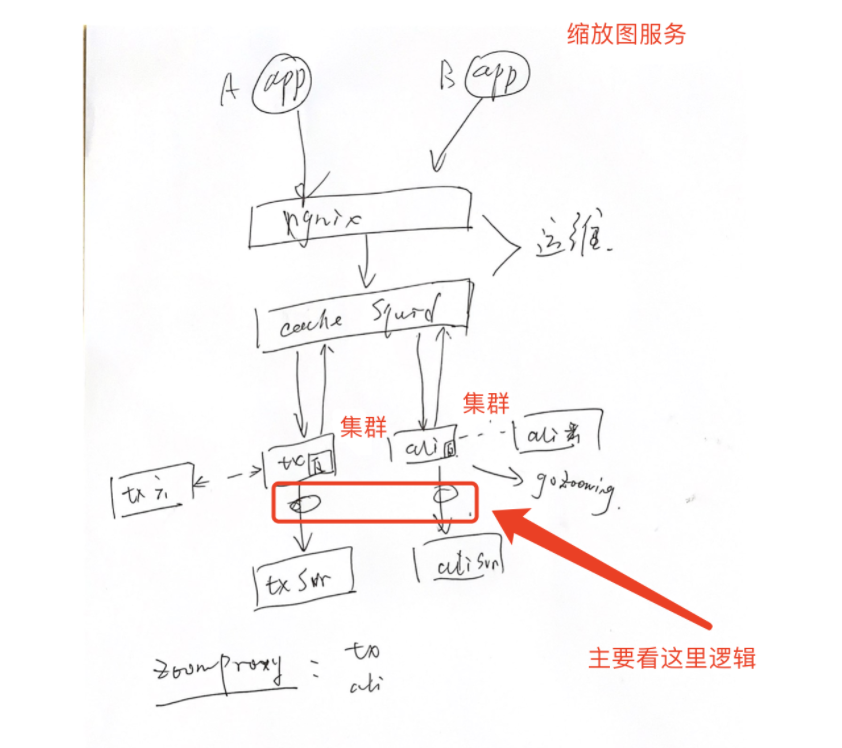 缩放图服务
A app
B app
ngnix
运维.
cache Squid
集群
集群
tx
ali
ali云
tx云
gozooming.
tx Svr
ali Svr
主要看这里逻辑
zoomproxy : tx
ali